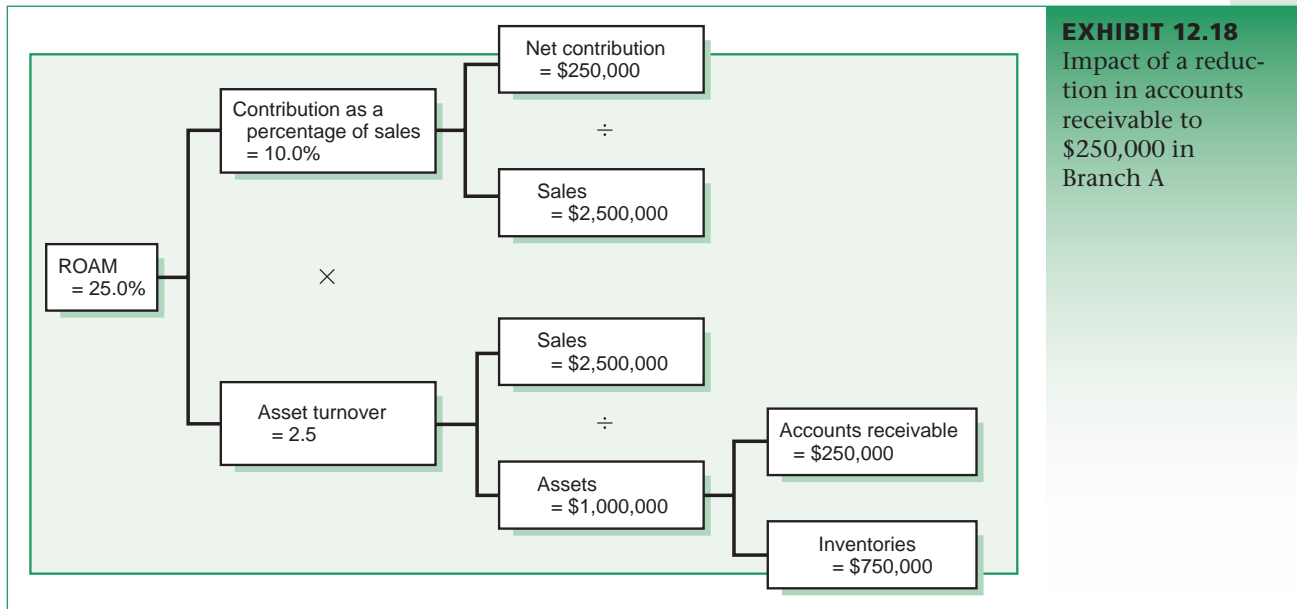 EXHIBIT 12.18
Impact of a reduc-
tion in accounts
receivable to
$250,000 in
Branch A
Net contribution
= $250,000
Contribution as a
percentage of sales
= 10.0%
÷
Sales
= $2,500,000
ROAM
= 25.0%
×
Sales
= $2,500,000
Asset turnover
= 2.5
÷
Accounts receivable
= $250,000
Assets
= $1,000,000
Inventories
= $750,000